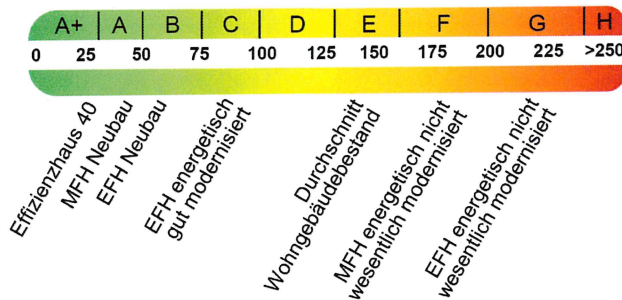 A+ A B C D E F G H
0 25 50 75 100 125 150 175 200 225 >250
Effizienzhaus 40
MFH Neubau
EFH Neubau
EFH energetisch
gut modernisiert
Durchschnitt
Wohngebäudebestand
MFH energetisch nicht
wesentlich modernisiert
EFH energetisch nicht
wesentlich modernisiert